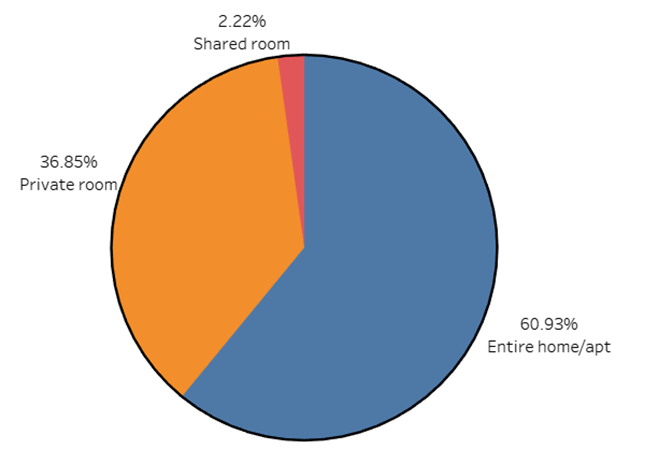 2.22%
Shared room
36.85%
Private room
60.93%
Entire home/apt